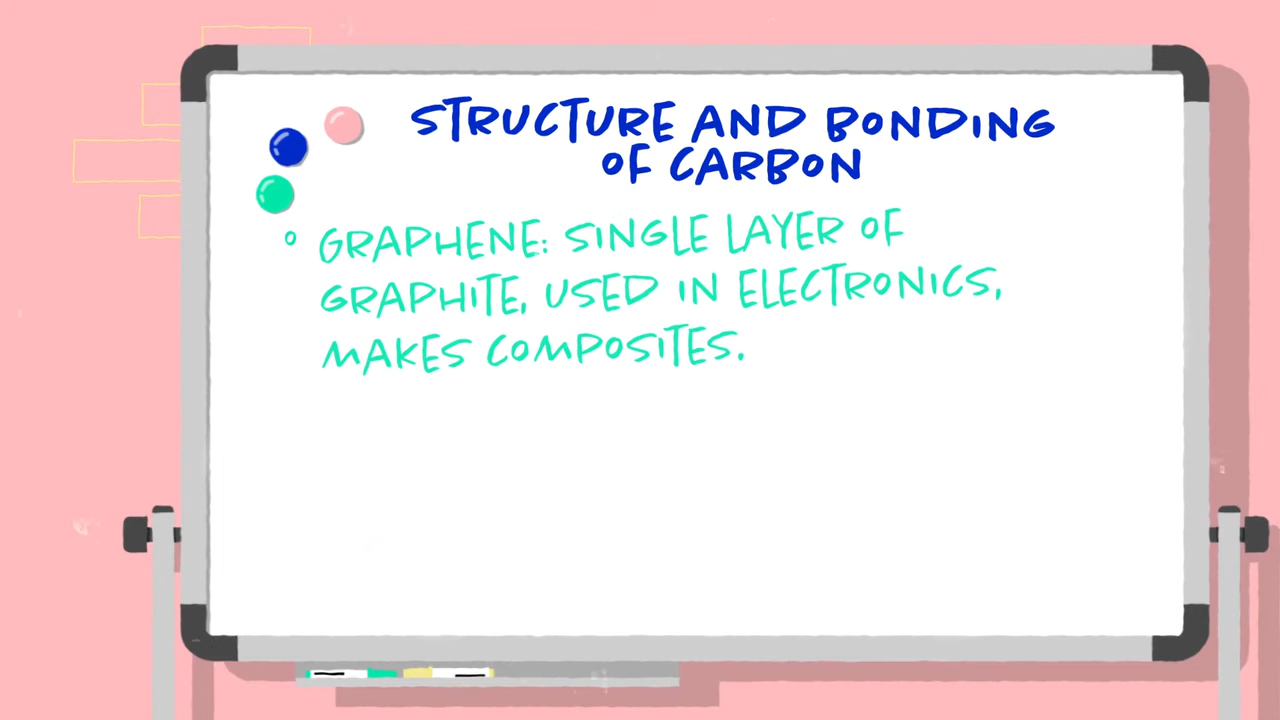 STRUCTURE AND BONDING
OF CARBON
° GRAPHENE: SINGLE LAYER OF
GRAPHITE, USED IN ELECTRONICS,
MAKES COMPOSITES.